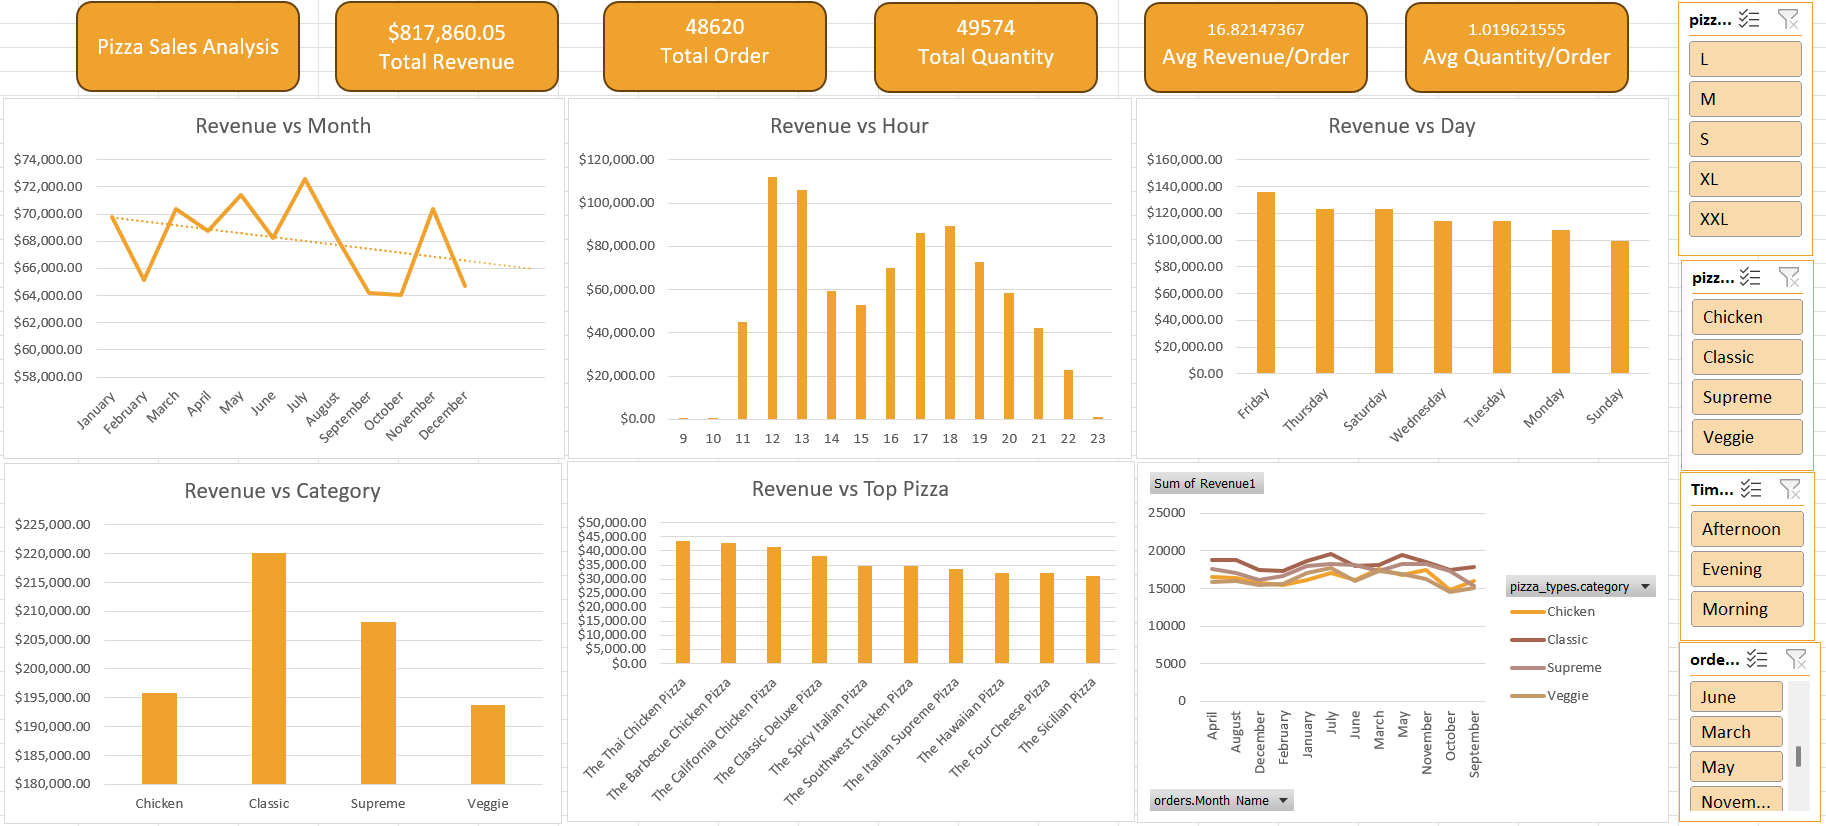 Pizza Sales Analysis
$817,860.05
Total Revenue
48620
Total Order
49574
Total Quantity
16.82147367
Avg Revenue/Order
1.019621555
Avg Quantity/Order
Revenue vs Month
$74,000.00
$72,000.00
$70,000.00
$68,000.00
$66,000.00
$64,000.00
$62,000.00
$60,000.00
$58,000.00
January
February
March
April
May
June
July
August
September
October
November
December
Revenue vs Hour
$120,000.00
$100,000.00
$80,000.00
$60,000.00
$40,000.00
$20,000.00
$0.00
9 10 11 12 13 14 15 16 17 18 19 20 21 22 23
Revenue vs Day
$160,000.00
$140,000.00
$120,000.00
$100,000.00
$80,000.00
$60,000.00
$40,000.00
$20,000.00
$0.00
Friday
Thursday
Saturday
Wednesday
Tuesday
Monday
Sunday
Revenue vs Category
$225,000.00
$220,000.00
$215,000.00
$210,000.00
$205,000.00
$200,000.00
$195,000.00
$190,000.00
$185,000.00
$180,000.00
Chicken Classic Supreme Veggie
Revenue vs Top Pizza
$50,000.00
$45,000.00
$40,000.00
$35,000.00
$30,000.00
$25,000.00
$20,000.00
$15,000.00
$10,000.00
$5,000.00
$0.00
The Thai Chicken Pizza
The Barbecue Chicken Pizza
The California Chicken Pizza
The Classic Deluxe Pizza
The Spicy Italian Pizza
The Southwest Chicken Pizza
The Italian Supreme Pizza
The Hawaiian Pizza
The Four Cheese Pizza
The Sicilian Pizza
Sum of Revenue1
25000
20000
15000
10000
5000
0
April
August
December
February
January
July
June
March
May
November
October
September
pizza_types.category
Chicken
Classic
Supreme
Veggie
orders.Month Name
pizz...
L
M
S
XL
XXL
pizz...
Chicken
Classic
Supreme
Veggie
Tim...
Afternoon
Evening
Morning
orde...
June
March
May
Novem...